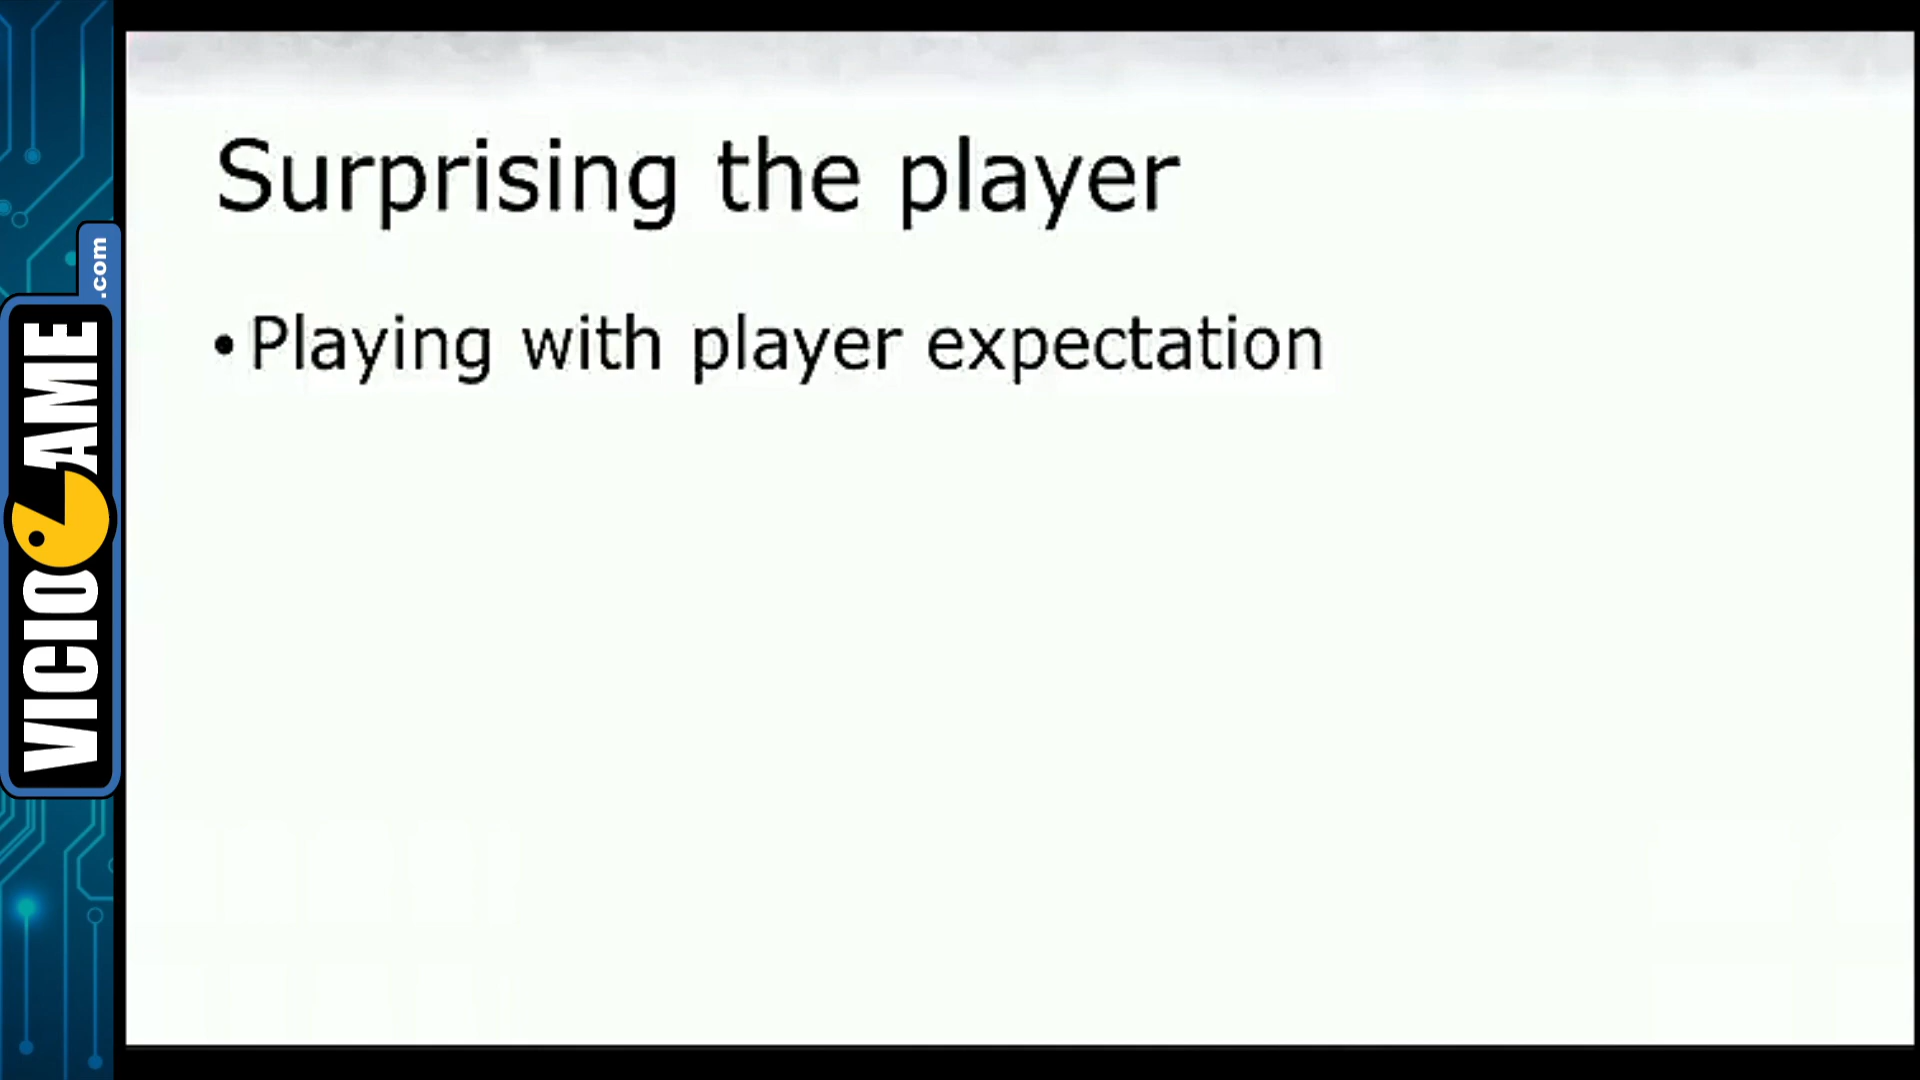 Surprising the player
• Playing with player expectation
VICIOGAME
.com